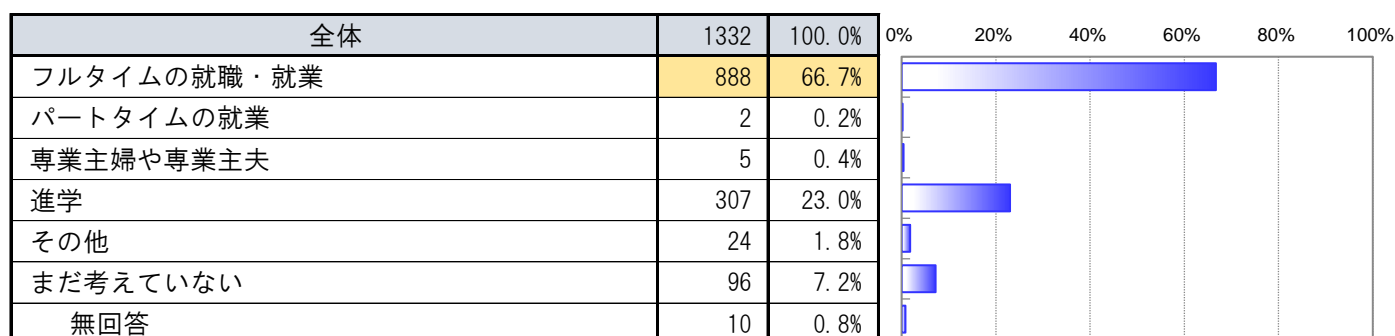 全体 1332 100.0% 0% 20% 40% 60% 80% 100%
フルタイムの就職・就業 888 66.7%
パートタイムの就業 2 0.2%
専業主婦や専業主夫 5 0.4%
進学 307 23.0%
その他 24 1.8%
まだ考えていない 96 7.2%
無回答 10 0.8%